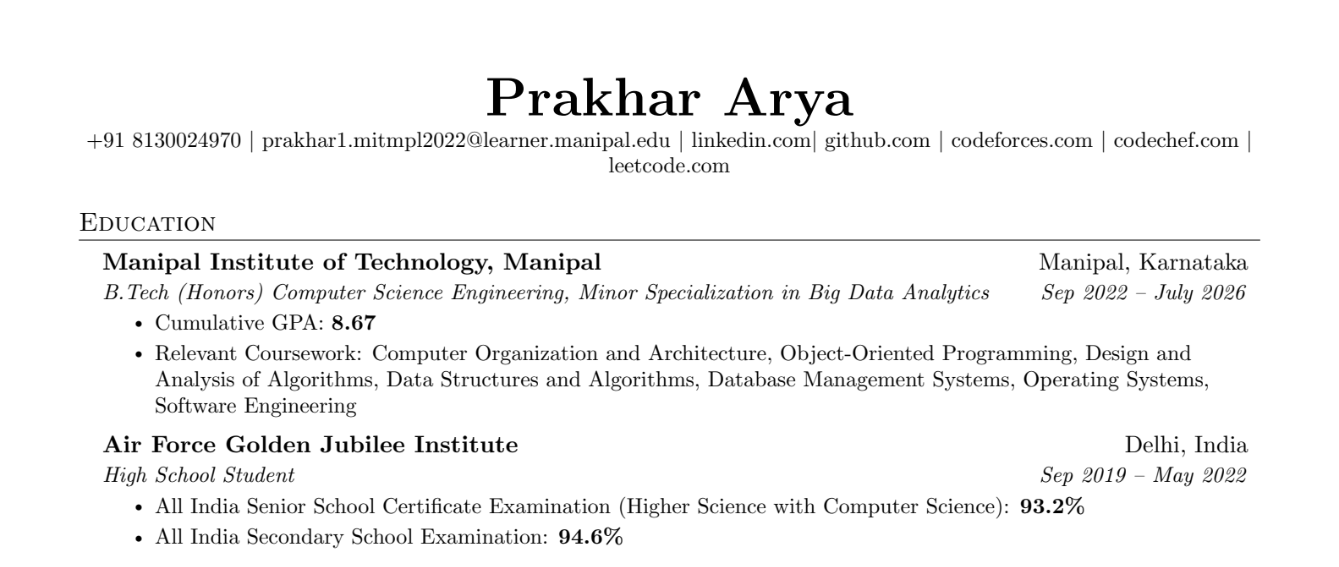 Prakhar Arya
+91 8130024970 | prakhar1.mitmpl2022@learner.manipal.edu | linkedin.com| github.com | codeforces.com | codechef.com |
leetcode.com
Education
Manipal Institute of Technology, Manipal Manipal, Karnataka
B.Tech (Honors) Computer Science Engineering, Minor Specialization in Big Data Analytics Sep 2022 – July 2026
• Cumulative GPA: 8.67
• Relevant Coursework: Computer Organization and Architecture, Object-Oriented Programming, Design and
Analysis of Algorithms, Data Structures and Algorithms, Database Management Systems, Operating Systems,
Software Engineering
Air Force Golden Jubilee Institute Delhi, India
High School Student Sep 2019 – May 2022
• All India Senior School Certificate Examination (Higher Science with Computer Science): 93.2%
• All India Secondary School Examination: 94.6%